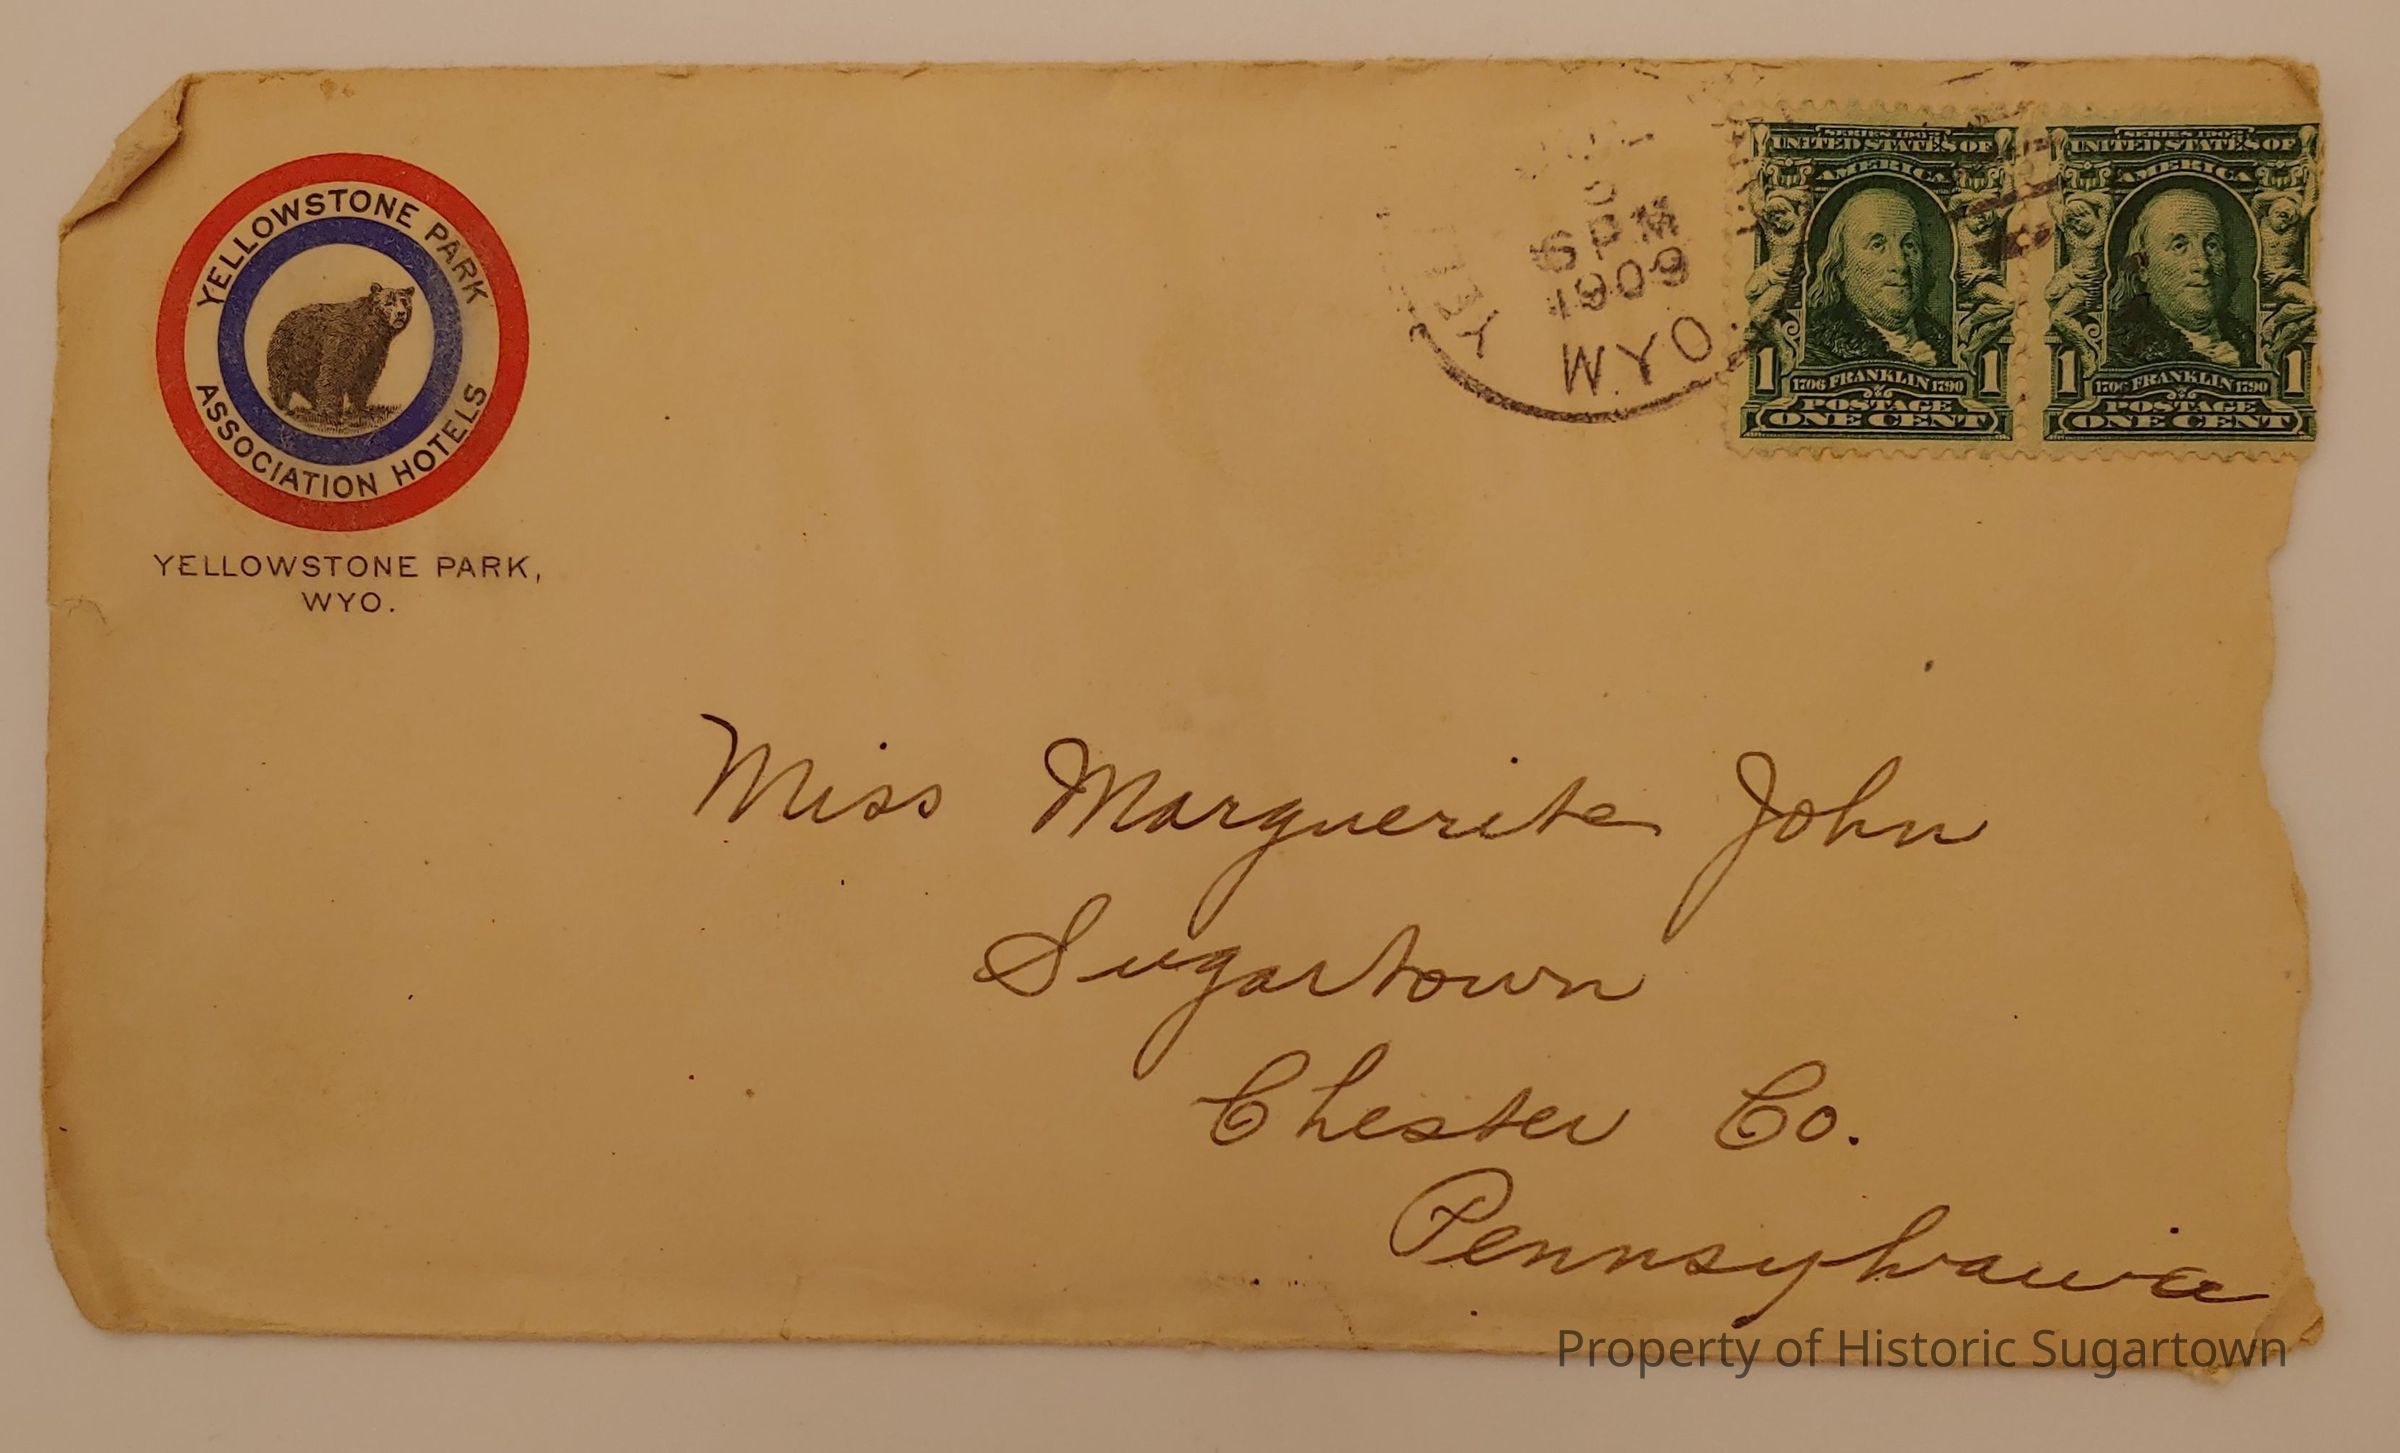 YELLOWSTONE PARK
ASSOCIATION HOTELS
YELLOWSTONE PARK,
WYO.
6 PM
1909
WYO.
SERIES 1902
UNITED STATES OF
AMERICA
1 1706 FRANKLIN 1790 1
POSTAGE
ONE CENT
SERIES 1902
UNITED STATES OF
AMERICA
1 1706 FRANKLIN 1790 1
POSTAGE
ONE CENT
Miss Marguerite John
Sugartown
Chester Co.
Pennsylvania
Property of Historic Sugartown